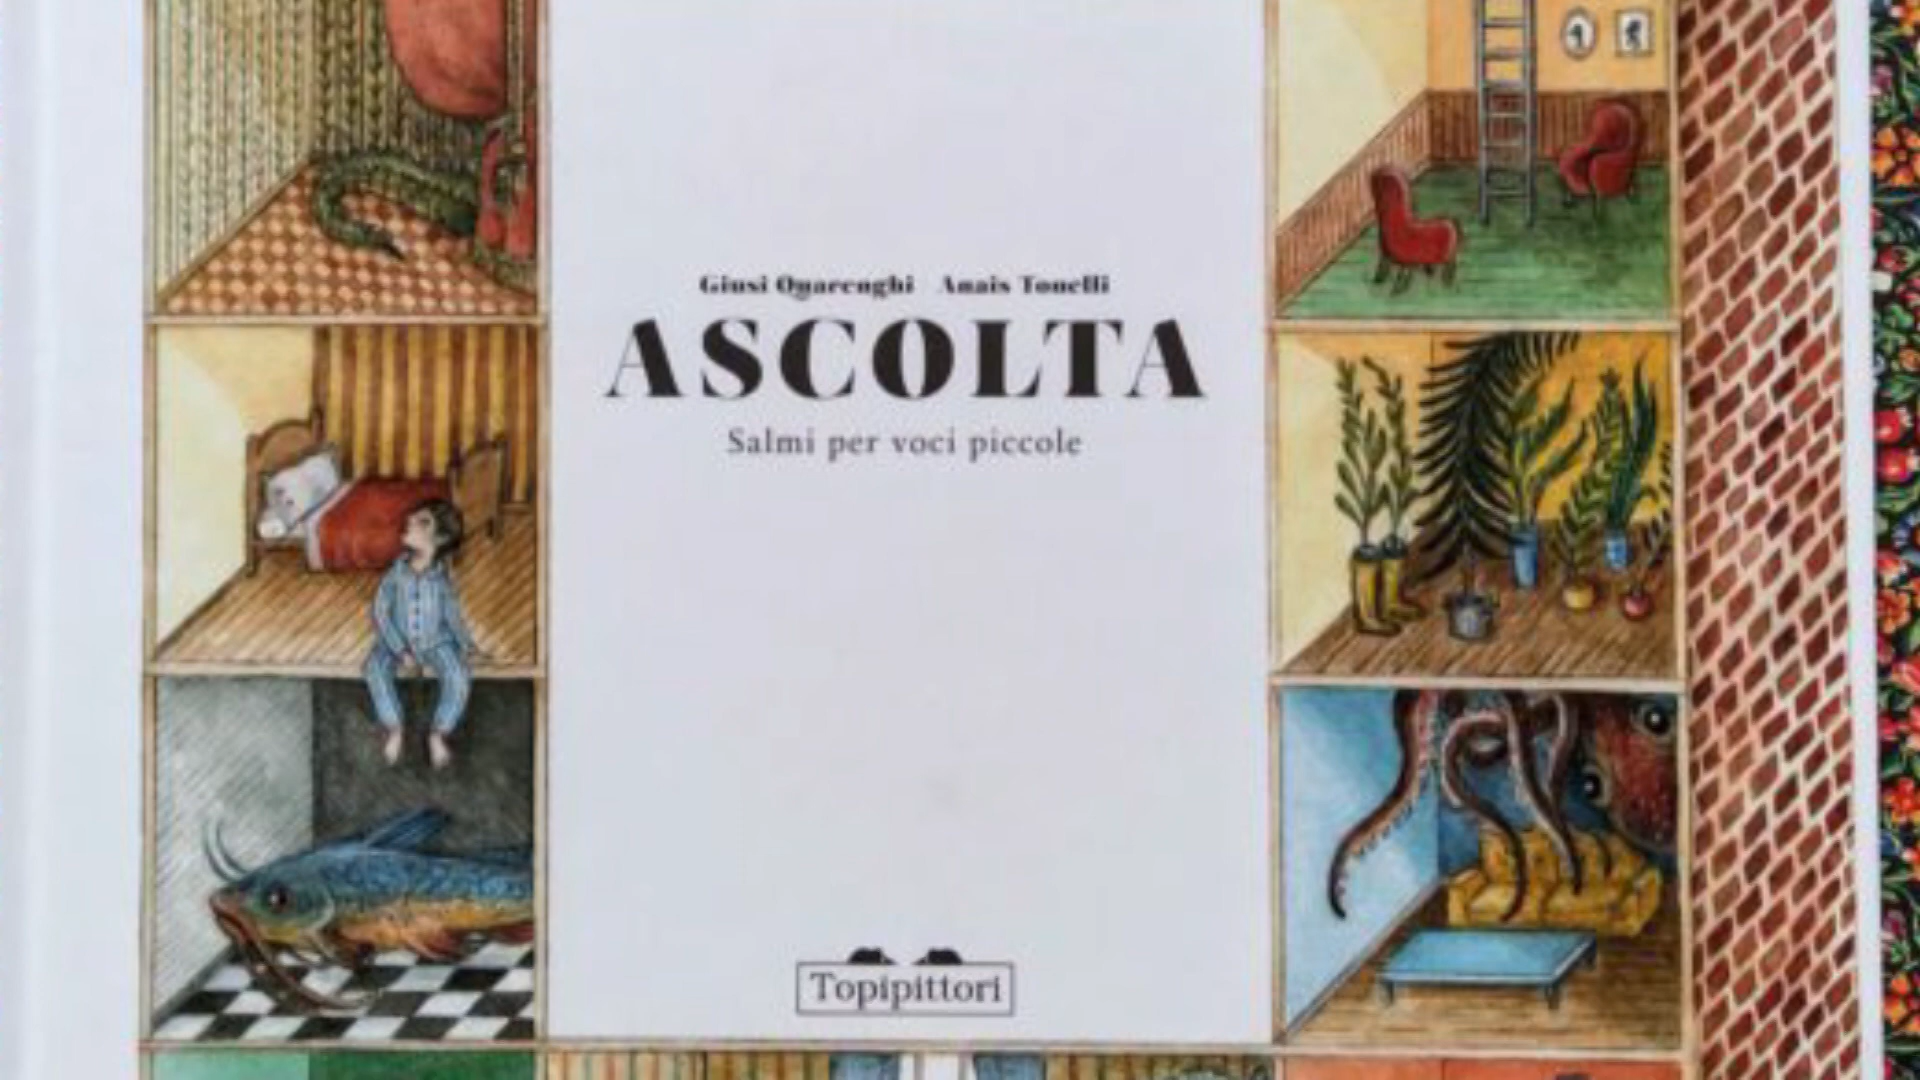 Giusi Quarenghi Anais Tonelli
ASCOLTA
Salmi per voci piccole
Topipittori